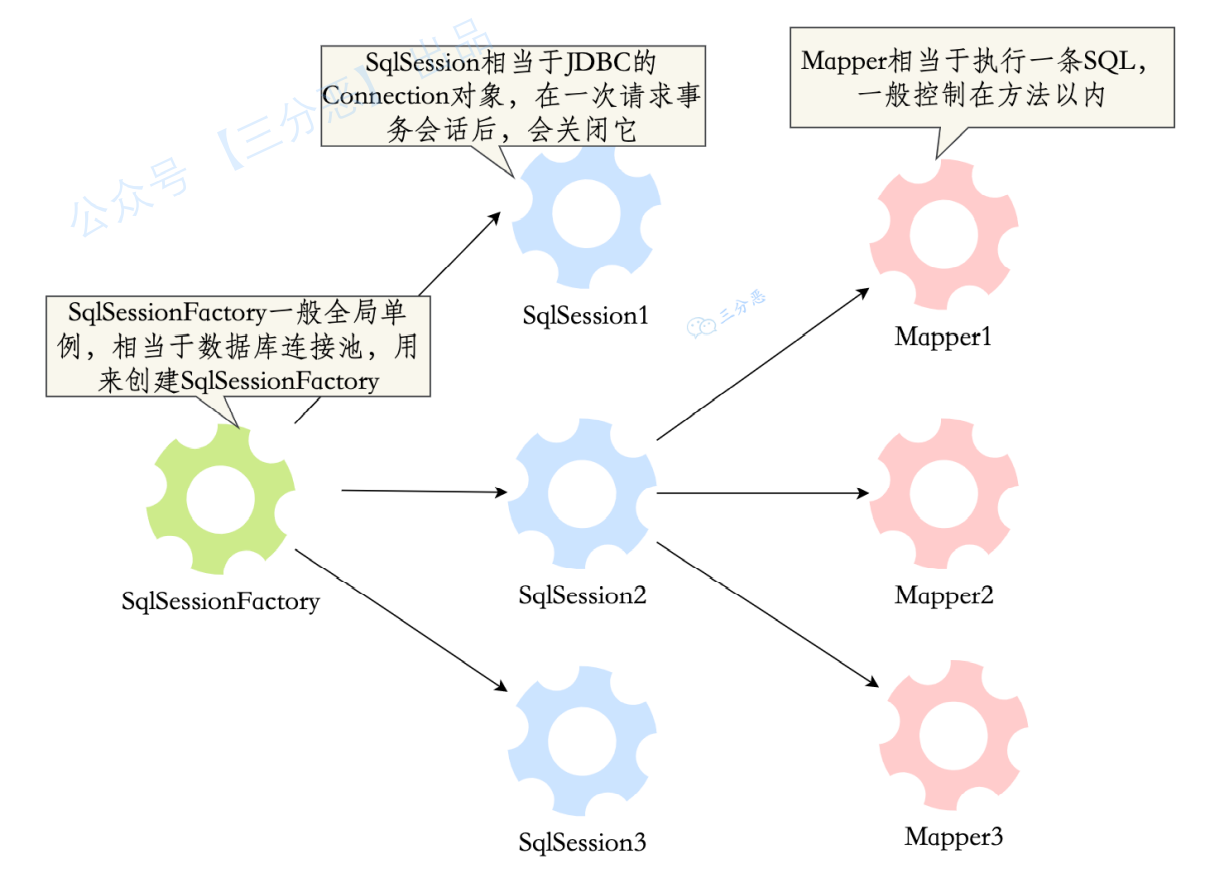 公众号【三分恶】出品
SqlSession相当于JDBC的
Connection对象，在一次请求事
务会话后，会关闭它
Mapper相当于执行一条SQL，
一般控制在方法以内
SqlSession1
三分恶
Mapper1
SqlSessionFactory一般全局单
例，相当于数据库连接池，用
来创建SqlSessionFactory
SqlSessionFactory
SqlSession2
Mapper2
SqlSession3
Mapper3